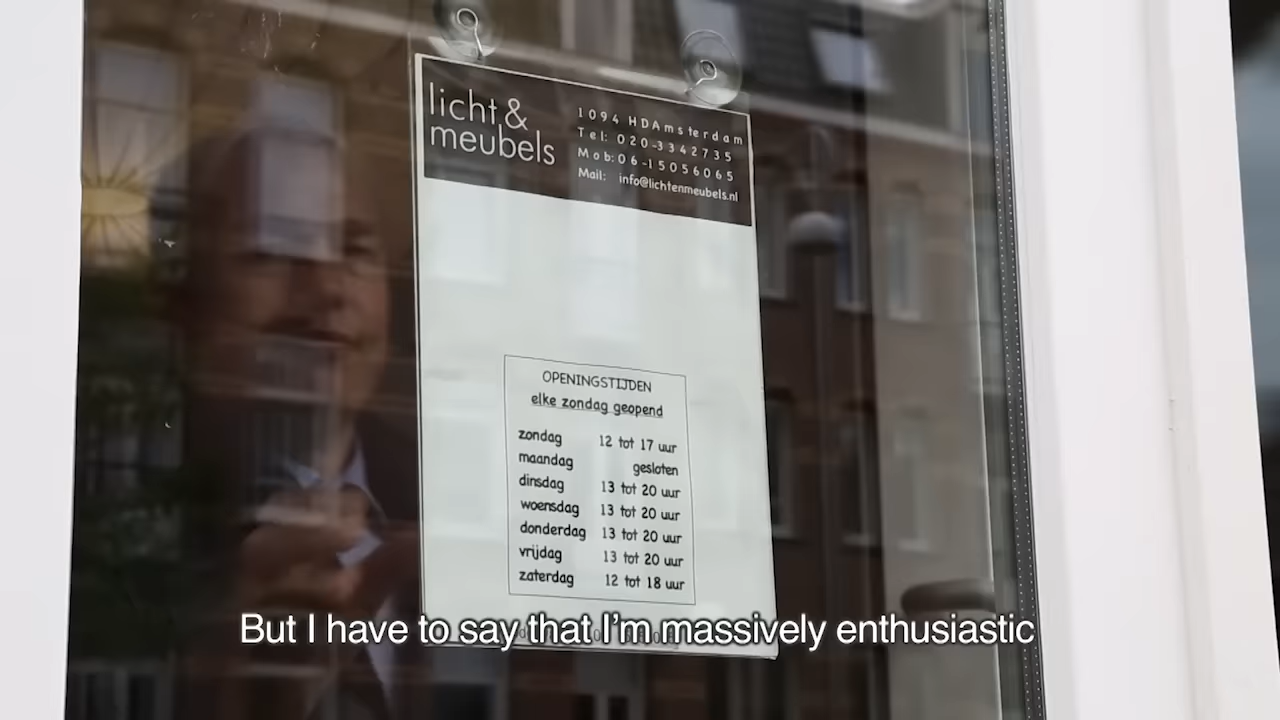 licht &
meubels
1094 HDAmsterdam
Tel: 020-3342735
Mob:06-15056065
Mail: info@lichtenmeubels.nl
OPENINGSTIJDEN
elke zondag geopend
zondag 12 tot 17 uur
maandag gesloten
dinsdag 13 tot 20 uur
woensdag 13 tot 20 uur
donderdag 13 tot 20 uur
vrijdag 13 tot 20 uur
zaterdag 12 tot 18 uur
But I have to say that I'm massively enthusiastic